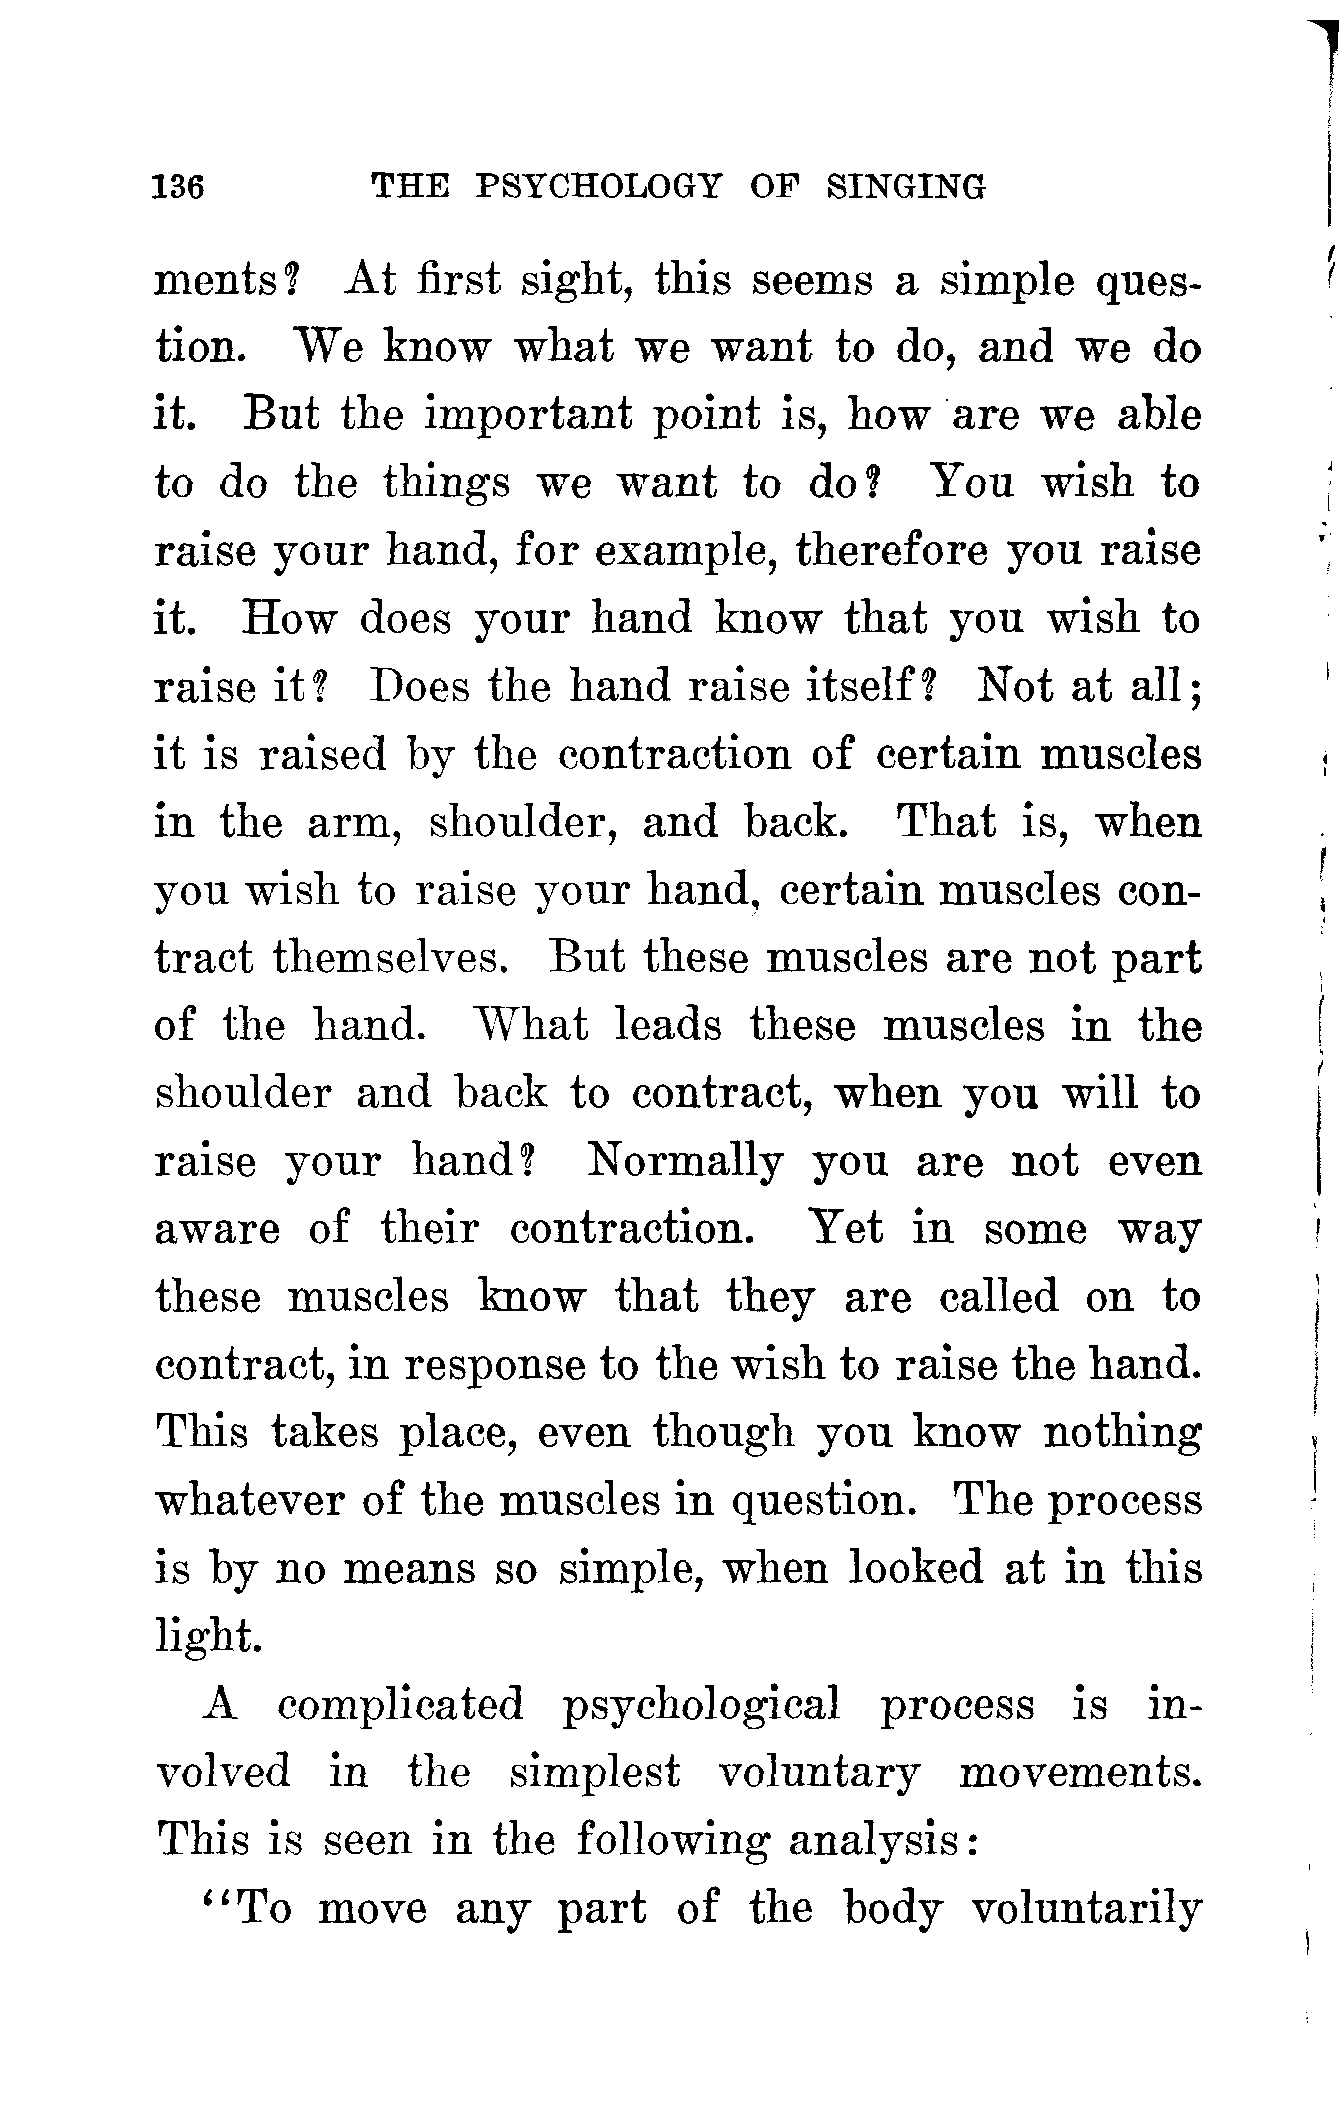 136 THE PSYCHOLOGY OF SINGING
ments? At first sight, this seems a simple ques-
tion. We know what we want to do, and we do
it. But the important point is, how are we able
to do the things we want to do? You wish to
raise your hand, for example, therefore you raise
it. How does your hand know that you wish to
raise it? Does the hand raise itself? Not at all;
it is raised by the contraction of certain muscles
in the arm, shoulder, and back. That is, when
you wish to raise your hand, certain muscles con-
tract themselves. But these muscles are not part
of the hand. What leads these muscles in the
shoulder and back to contract, when you will to
raise your hand? Normally you are not even
aware of their contraction. Yet in some way
these muscles know that they are called on to
contract, in response to the wish to raise the hand.
This takes place, even though you know nothing
whatever of the muscles in question. The process
is by no means so simple, when looked at in this
light.
A complicated psychological process is in-
volved in the simplest voluntary movements.
This is seen in the following analysis:
"To move any part of the body voluntarily